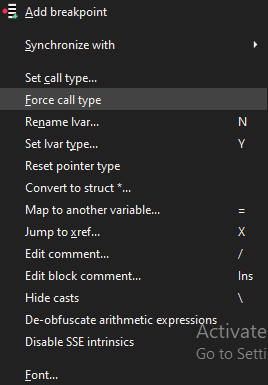 Add breakpoint
Synchronize with
Set call type...
Force call type
Rename lvar... N
Set lvar type... Y
Reset pointer type
Convert to struct *...
Map to another variable... =
Jump to xref... X
Edit comment... /
Edit block comment... Ins
Hide casts \
De-obfuscate arithmetic expressions
Disable SSE intrinsics
Font...
Activate
Go to Setti